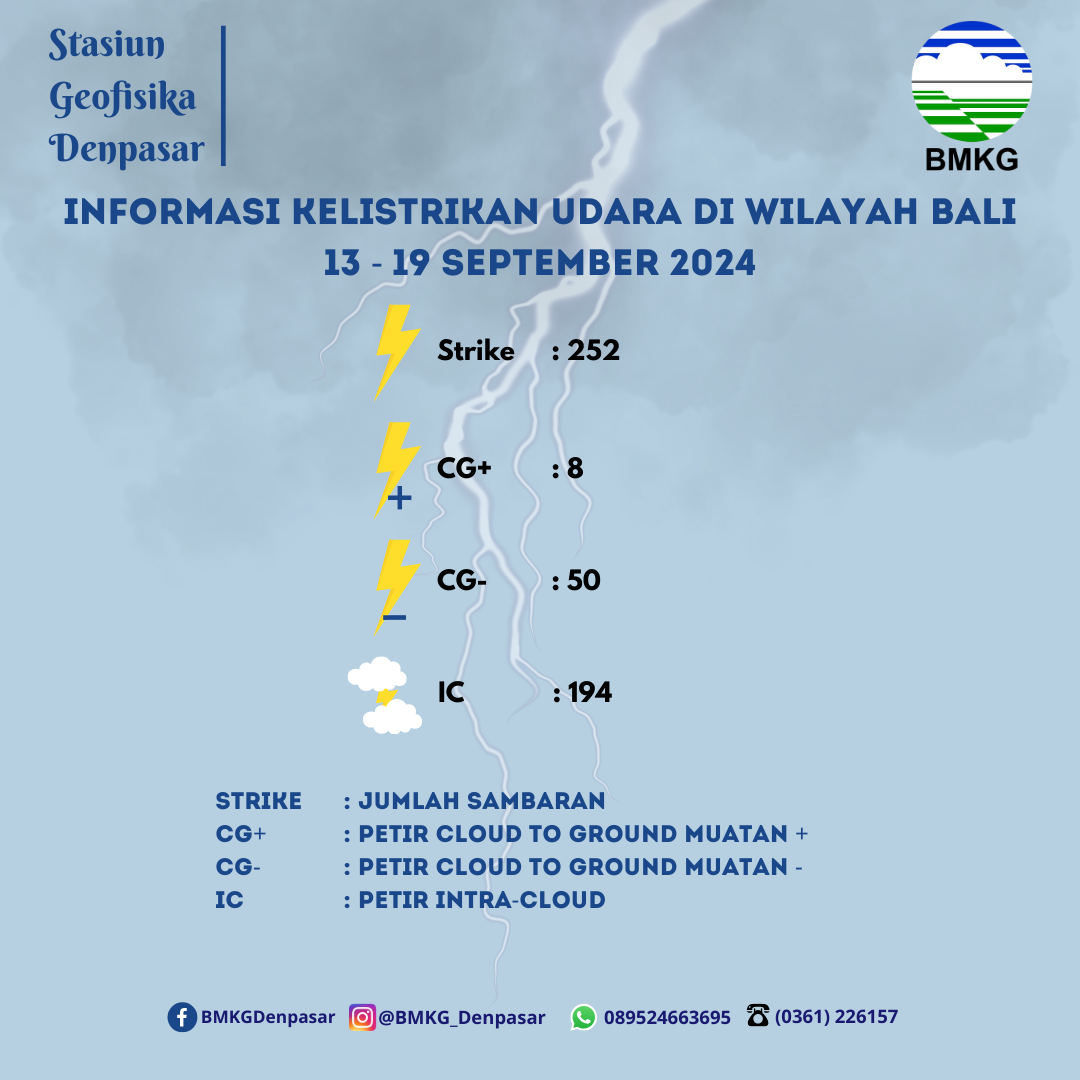 Stasiun
Geofisika
Denpasar
BMKG
INFORMASI KELISTRIKAN UDARA DI WILAYAH BALI
13 - 19 SEPTEMBER 2024
Strike : 252
CG+ : 8
+
CG- : 50
-
IC : 194
STRIKE : JUMLAH SAMBARAN
CG+ : PETIR CLOUD TO GROUND MUATAN +
CG- : PETIR CLOUD TO GROUND MUATAN -
IC : PETIR INTRA-CLOUD
BMKGDenpasar @BMKG_Denpasar 089524663695 (0361) 226157